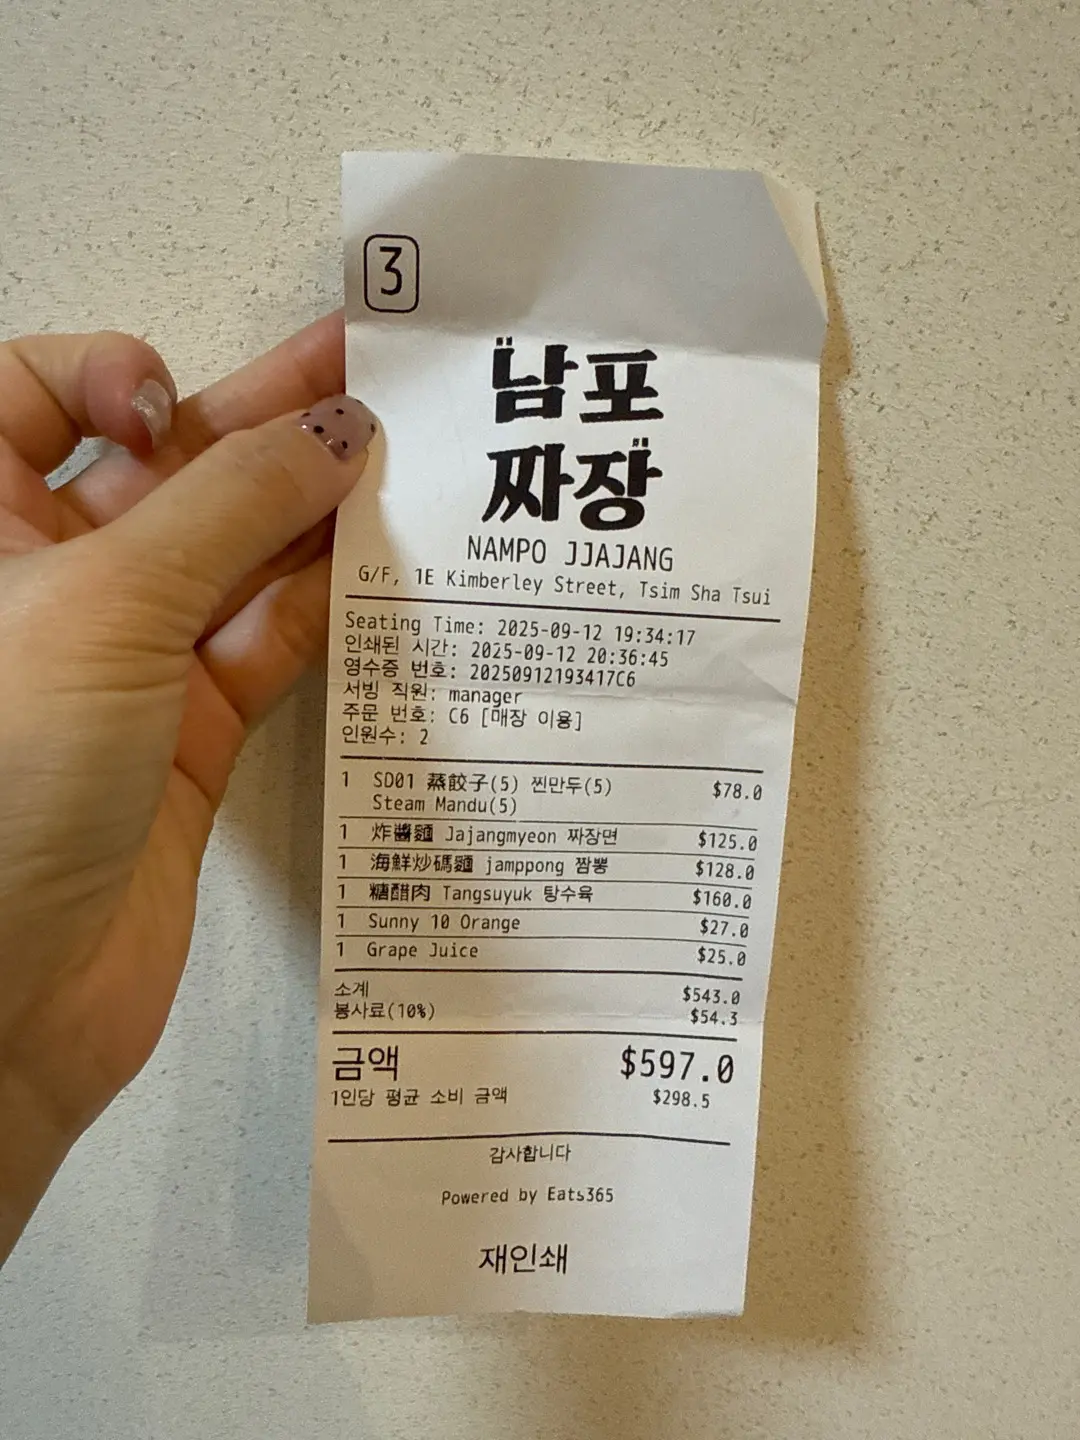 3
남포
짜장
NAMPO JJAJANG
G/F, 1E Kimberley Street, Tsim Sha Tsui
Seating Time: 2025-09-12 19:34:17
인쇄된 시간: 2025-09-12 20:36:45
영수증 번호: 20250912193417C6
서빙 직원: manager
주문 번호: C6 [매장 이용]
인원수: 2
1 SD01 蒸餃子(5) 찐만두(5) $78.0
Steam Mandu(5)
1 炸醬麵 Jajangmyeon 짜장면 $125.0
1 海鮮炒碼麵 jamppong 짬뽕 $128.0
1 糖醋肉 Tangsuyuk 탕수육 $160.0
1 Sunny 10 Orange $27.0
1 Grape Juice $25.0
소계 $543.0
봉사료(10%) $54.3
금액 $597.0
1인당 평균 소비 금액 $298.5
감사합니다
Powered by Eats365
재인쇄